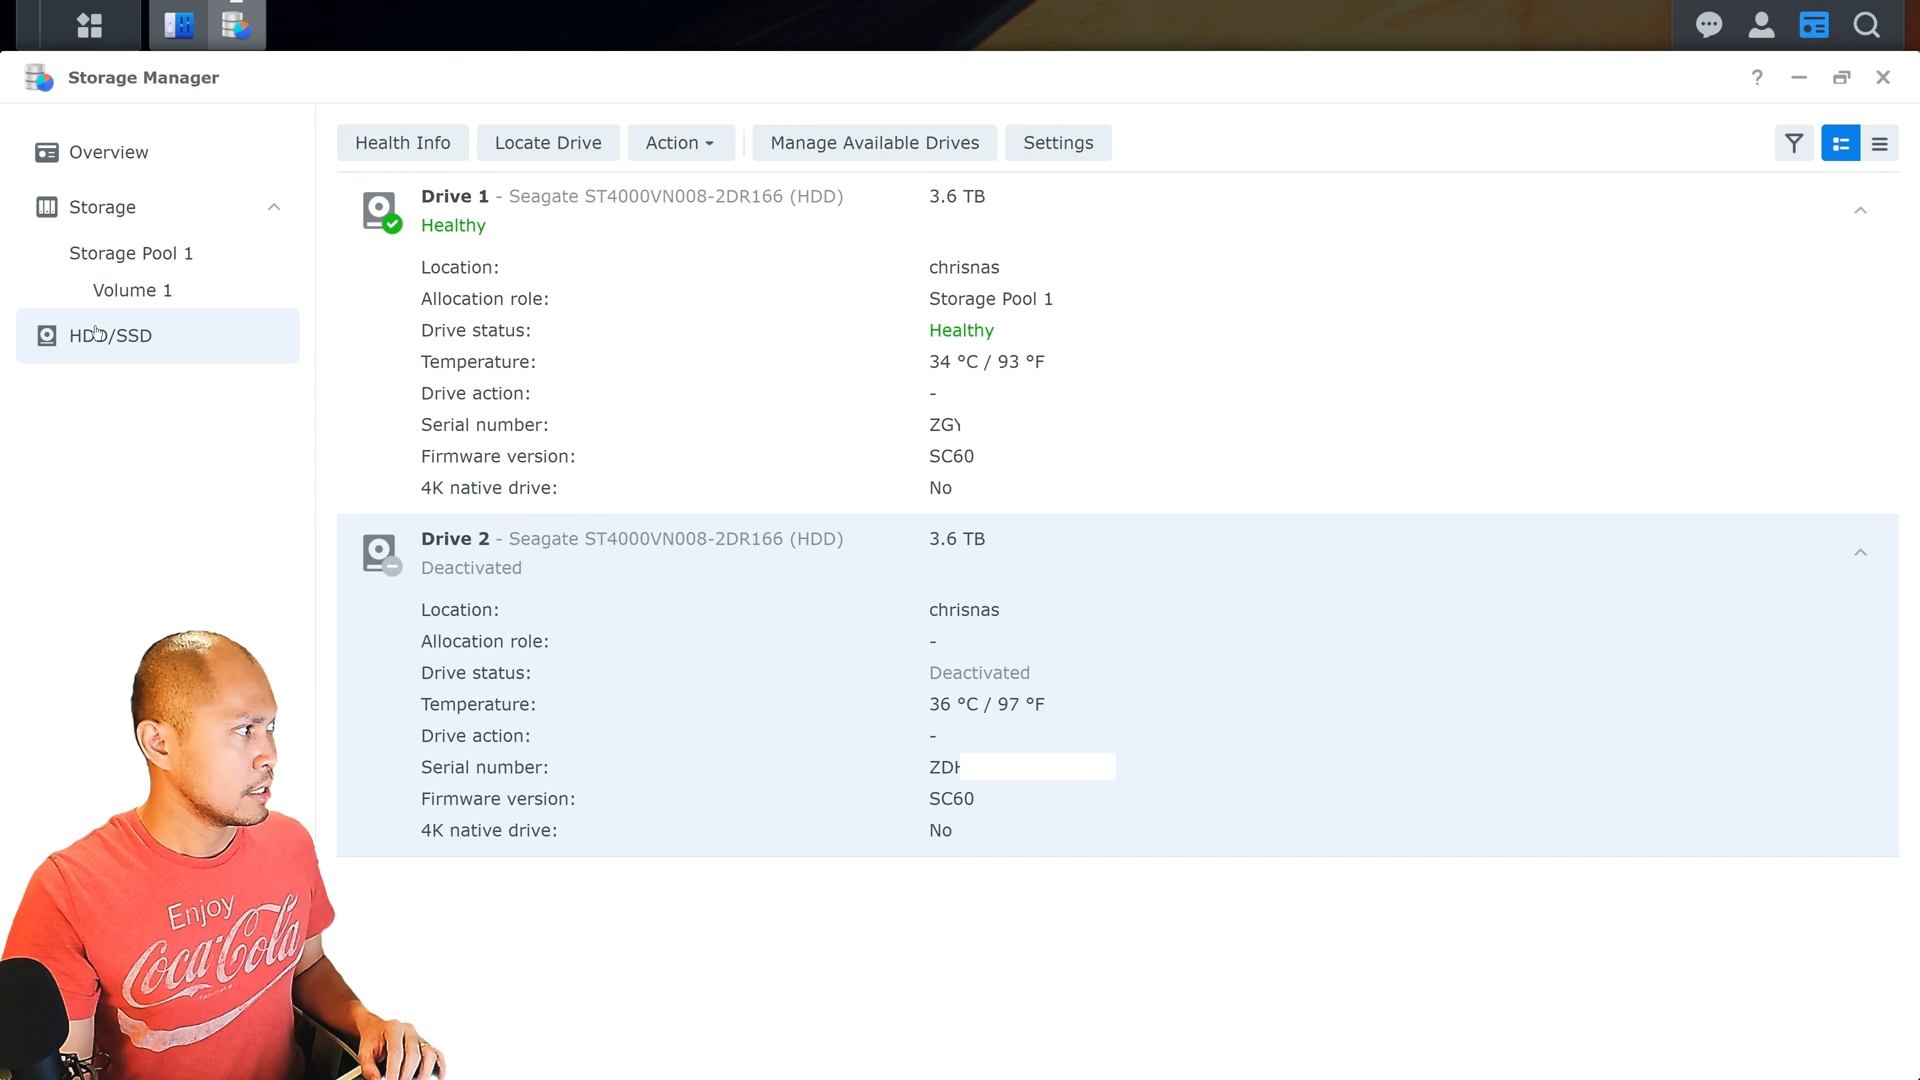 Storage Manager
?
Overview
Storage
Storage Pool 1
Volume 1
HDD/SSD
Health Info
Locate Drive
Action
Manage Available Drives
Settings
Drive 1 - Seagate ST4000VN008-2DR166 (HDD) 3.6 TB
Healthy
Location: chrisnas
Allocation role: Storage Pool 1
Drive status: Healthy
Temperature: 34 °C / 93 °F
Drive action: -
Serial number: ZGY
Firmware version: SC60
4K native drive: No
Drive 2 - Seagate ST4000VN008-2DR166 (HDD) 3.6 TB
Deactivated
Location: chrisnas
Allocation role: -
Drive status: Deactivated
Temperature: 36 °C / 97 °F
Drive action: -
Serial number: ZDH
Firmware version: SC60
4K native drive: No
Enjoy
Coca-Cola